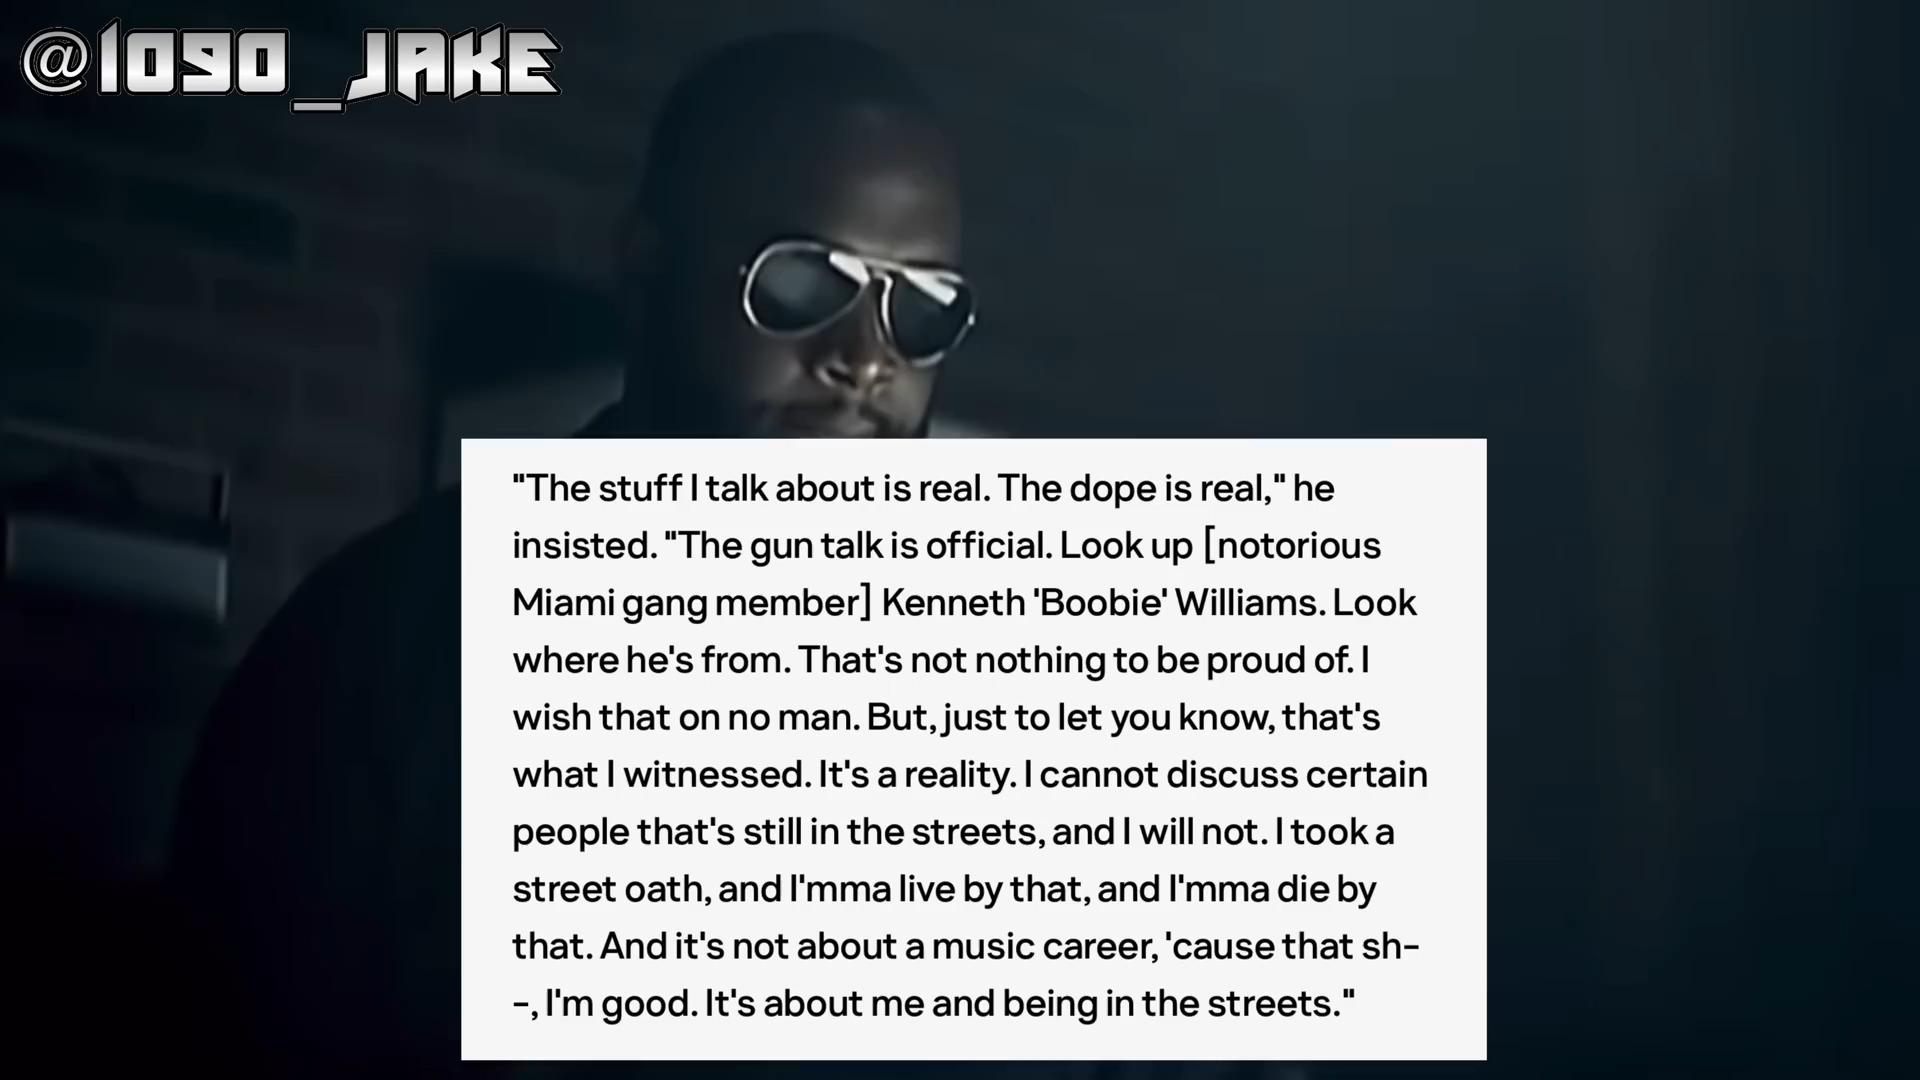 @1090_JAKE
"The stuff I talk about is real. The dope is real," he
insisted. "The gun talk is official. Look up [notorious
Miami gang member] Kenneth 'Boobie' Williams. Look
where he's from. That's not nothing to be proud of. I
wish that on no man. But, just to let you know, that's
what I witnessed. It's a reality. I cannot discuss certain
people that's still in the streets, and I will not. I took a
street oath, and I'mma live by that, and I'mma die by
that. And it's not about a music career, 'cause that sh-
-, I'm good. It's about me and being in the streets."